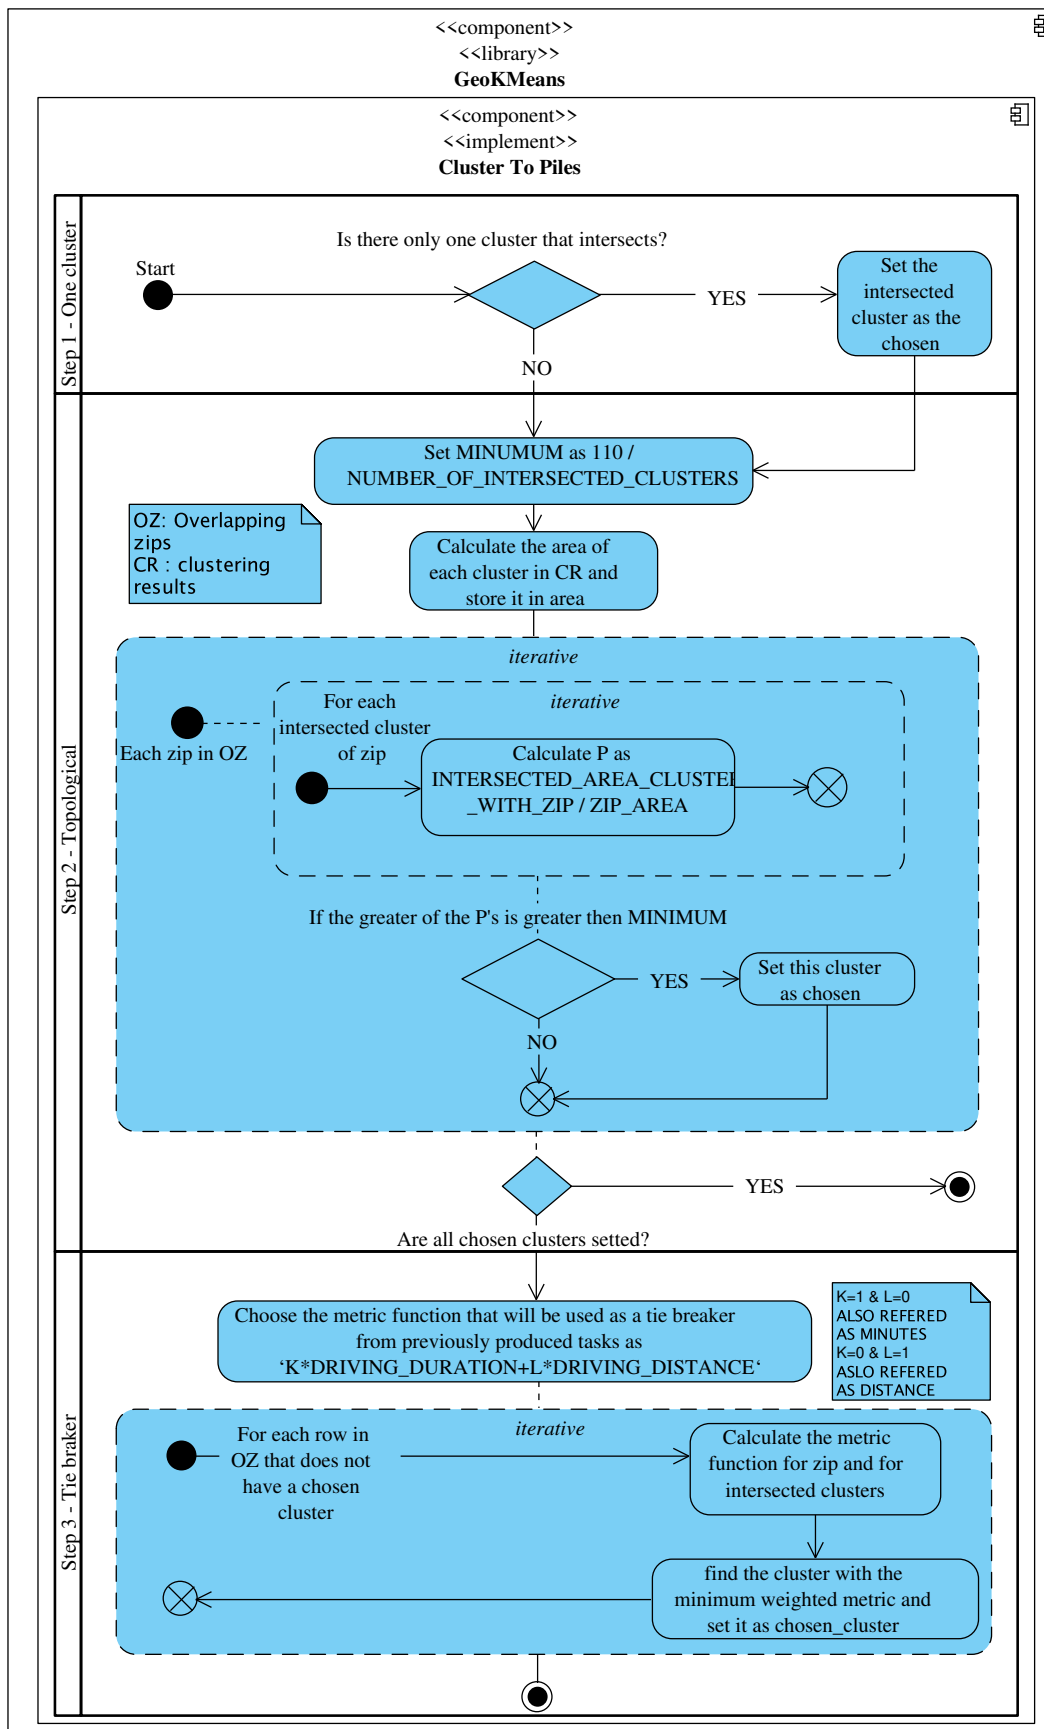 <<component>>
<<library>>
GeoKMeans
<<component>>
<<implement>>
Cluster To Piles
Step 1 - One cluster
Is there only one cluster that intersects?
Start
YES
Set the
intersected
cluster as the
chosen
NO
Step 2 - Topological
Set MINUMUM as 110 /
NUMBER_OF_INTERSECTED_CLUSTERS
OZ: Overlapping
zips
CR : clustering
results
Calculate the area of
each cluster in CR and
store it in area
iterative
Each zip in OZ
For each
intersected cluster
of zip
iterative
Calculate P as
INTERSECTED_AREA_CLUSTER
_WITH_ZIP / ZIP_AREA
If the greater of the P's is greater then MINIMUM
YES
Set this cluster
as chosen
NO
YES
Are all chosen clusters setted?
Step 3 - Tie braker
Choose the metric function that will be used as a tie breaker
from previously produced tasks as
‘K*DRIVING_DURATION+L*DRIVING_DISTANCE‘
K=1 & L=0
ALSO REFERED
AS MINUTES
K=0 & L=1
ASLO REFERED
AS DISTANCE
iterative
For each row in
OZ that does not
have a chosen
cluster
Calculate the metric
function for zip and for
intersected clusters
find the cluster with the
minimum weighted metric and
set it as chosen_cluster